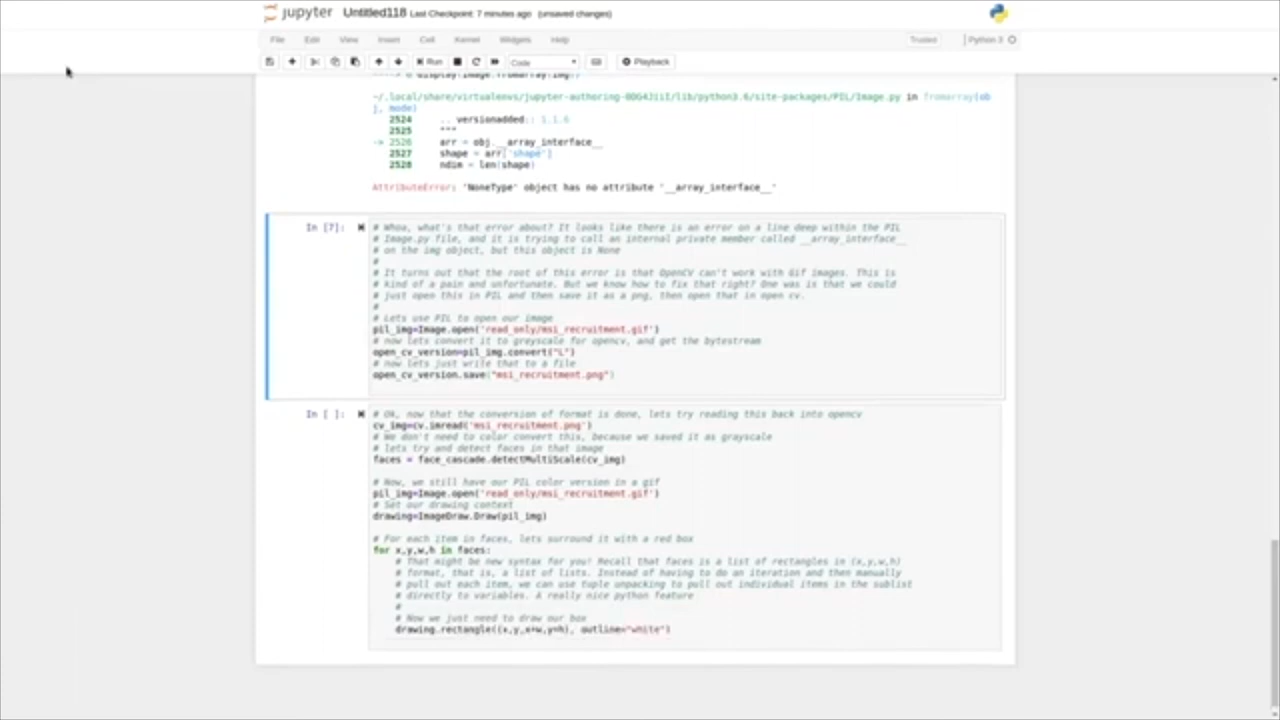 jupyter Untitled118 Last Checkpoint: 7 minutes ago (unsaved changes)
File Edit View Insert Cell Kernel Widgets Help Trusted Python 3
Run Code Playback
6 display(Image.fromarray(img))
~/.local/share/virtualenvs/jupyter-authoring-8DG4JiiI/lib/python3.6/site-packages/PIL/Image.py in fromarray(ob
j, mode)
2524 .. versionadded:: 1.1.6
2525 """
-> 2526 arr = obj.__array_interface__
2527 shape = arr['shape']
2528 ndim = len(shape)
AttributeError: 'NoneType' object has no attribute '__array_interface__'
In [7]: # Whoa, what's that error about? It looks like there is an error on a line deep within the PIL
# Image.py file, and it is trying to call an internal private member called __array_interface__
# on the img object, but this object is None
#
# It turns out that the root of this error is that OpenCV can't work with Gif images. This is
# kind of a pain and unfortunate. But we know how to fix that right? One was is that we could
# just open this in PIL and then save it as a png, then open that in open cv.
#
# Lets use PIL to open our image
pil_img=Image.open('read_only/msi_recruitment.gif')
# now lets convert it to greyscale for opencv, and get the bytestream
open_cv_version=pil_img.convert("L")
# now lets just write that to a file
open_cv_version.save("msi_recruitment.png")
In [ ]: # Ok, now that the conversion of format is done, lets try reading this back into opencv
cv_img=cv.imread('msi_recruitment.png')
# We don't need to color convert this, because we saved it as grayscale
# lets try and detect faces in that image
faces = face_cascade.detectMultiScale(cv_img)
# Now, we still have our PIL color version in a gif
pil_img=Image.open('read_only/msi_recruitment.gif')
# Set our drawing context
drawing=ImageDraw.Draw(pil_img)
# For each item in faces, lets surround it with a red box
for x,y,w,h in faces:
# That might be new syntax for you! Recall that faces is a list of rectangles in (x,y,w,h)
# format, that is, a list of lists. Instead of having to do an iteration and then manually
# pull out each item, we can use tuple unpacking to pull out individual items in the sublist
# directly to variables. A really nice python feature
#
# Now we just need to draw our box
drawing.rectangle((x,y,x+w,y+h), outline="white")